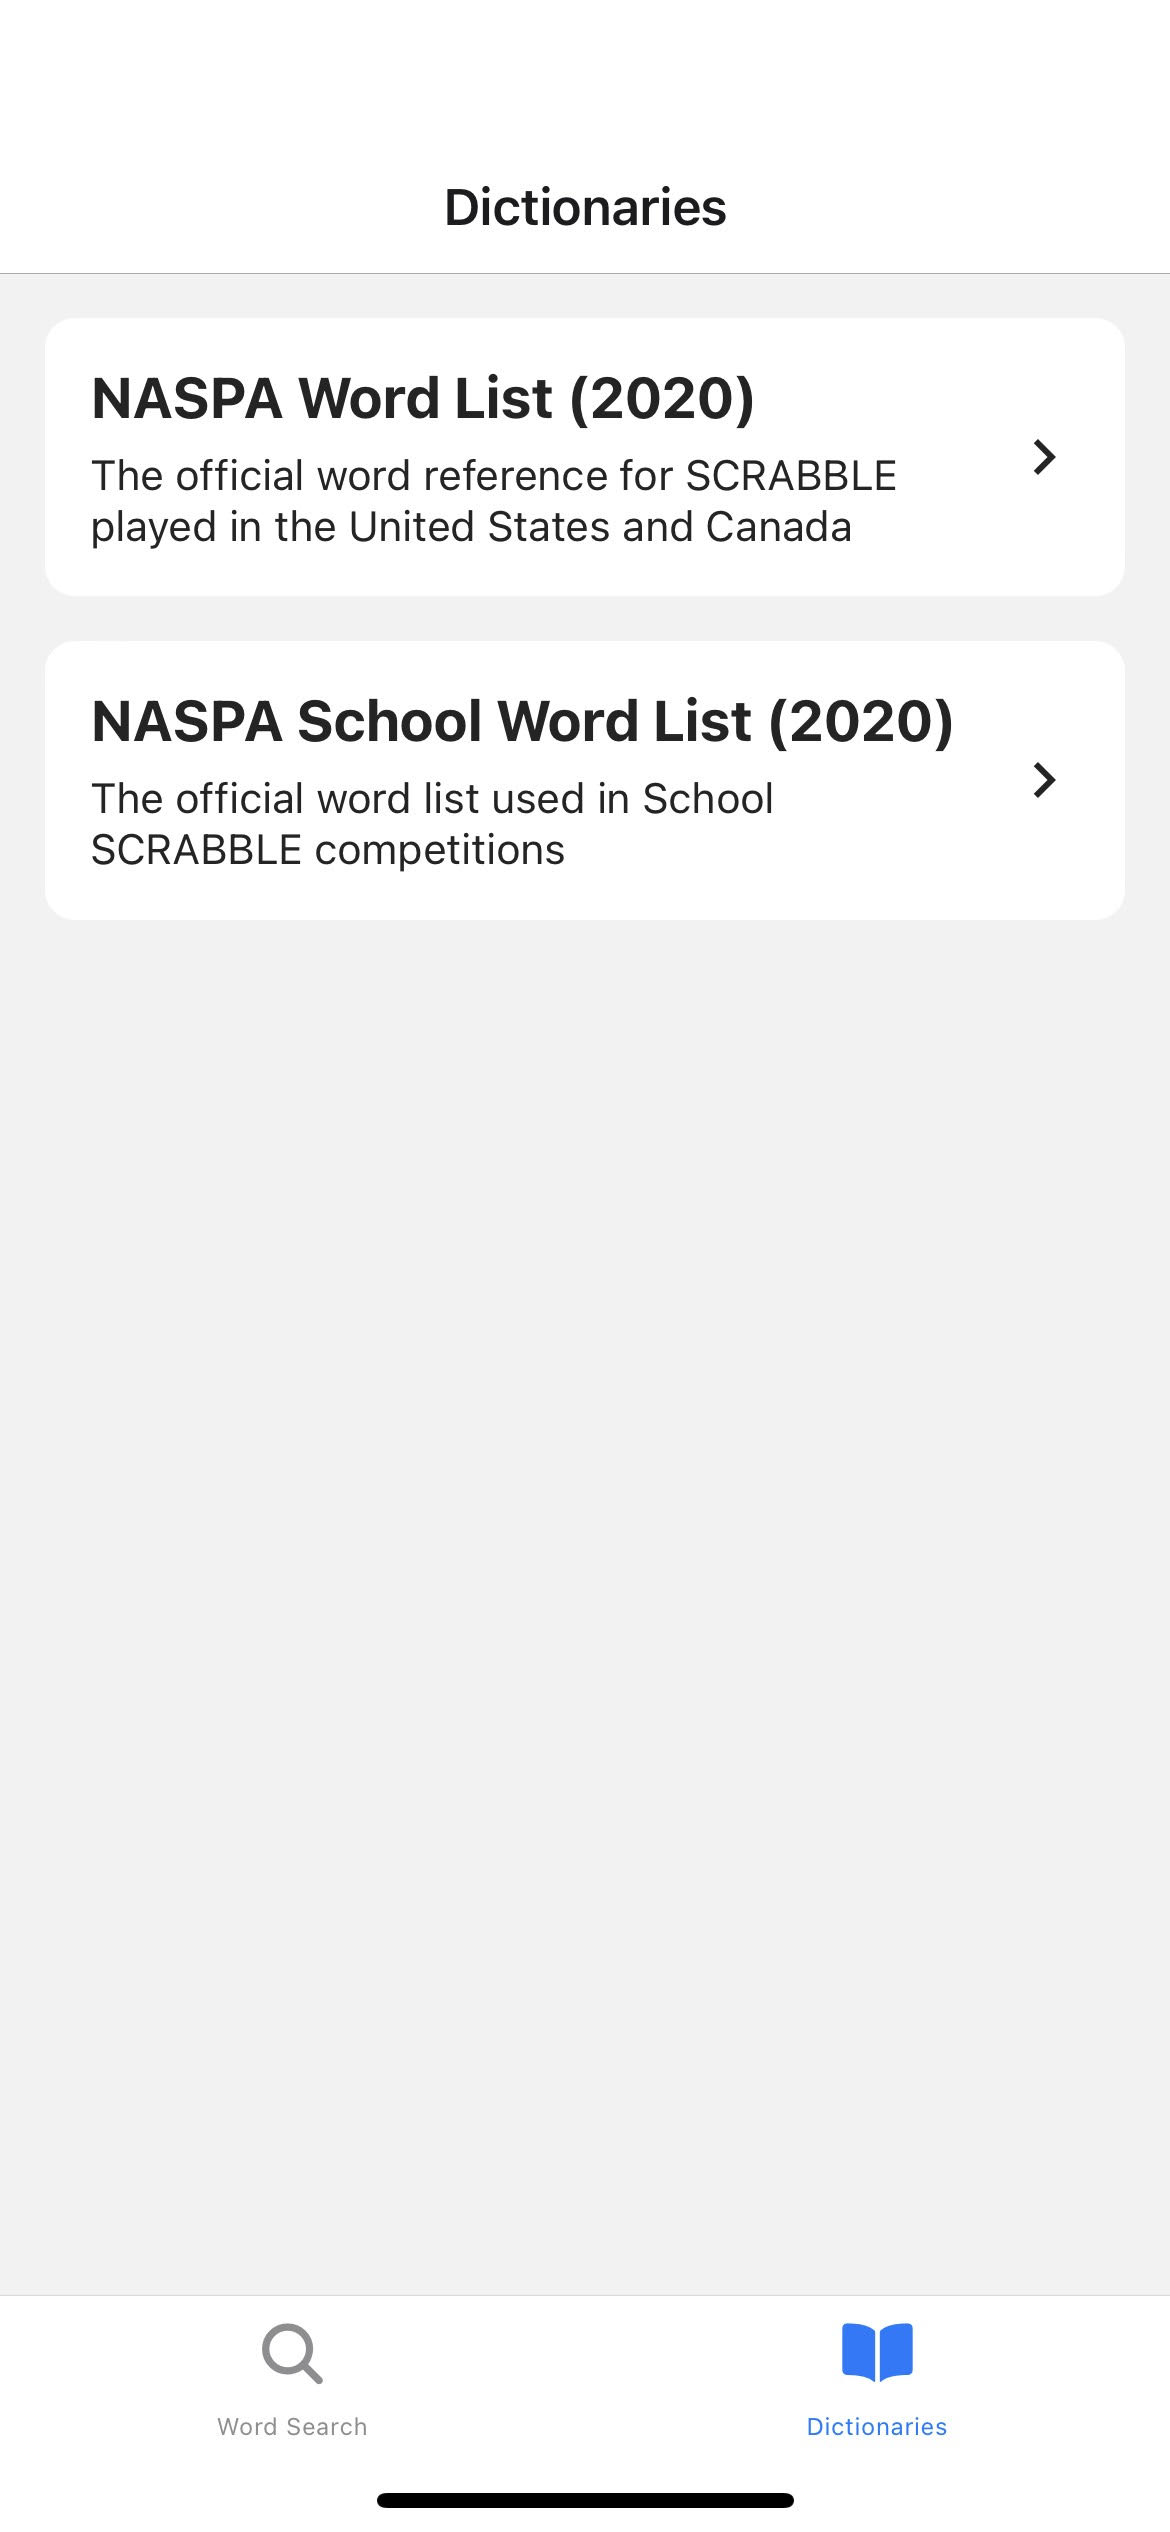 Dictionaries
NASPA Word List (2020)
The official word reference for SCRABBLE
played in the United States and Canada
NASPA School Word List (2020)
The official word list used in School
SCRABBLE competitions
Word Search
Dictionaries